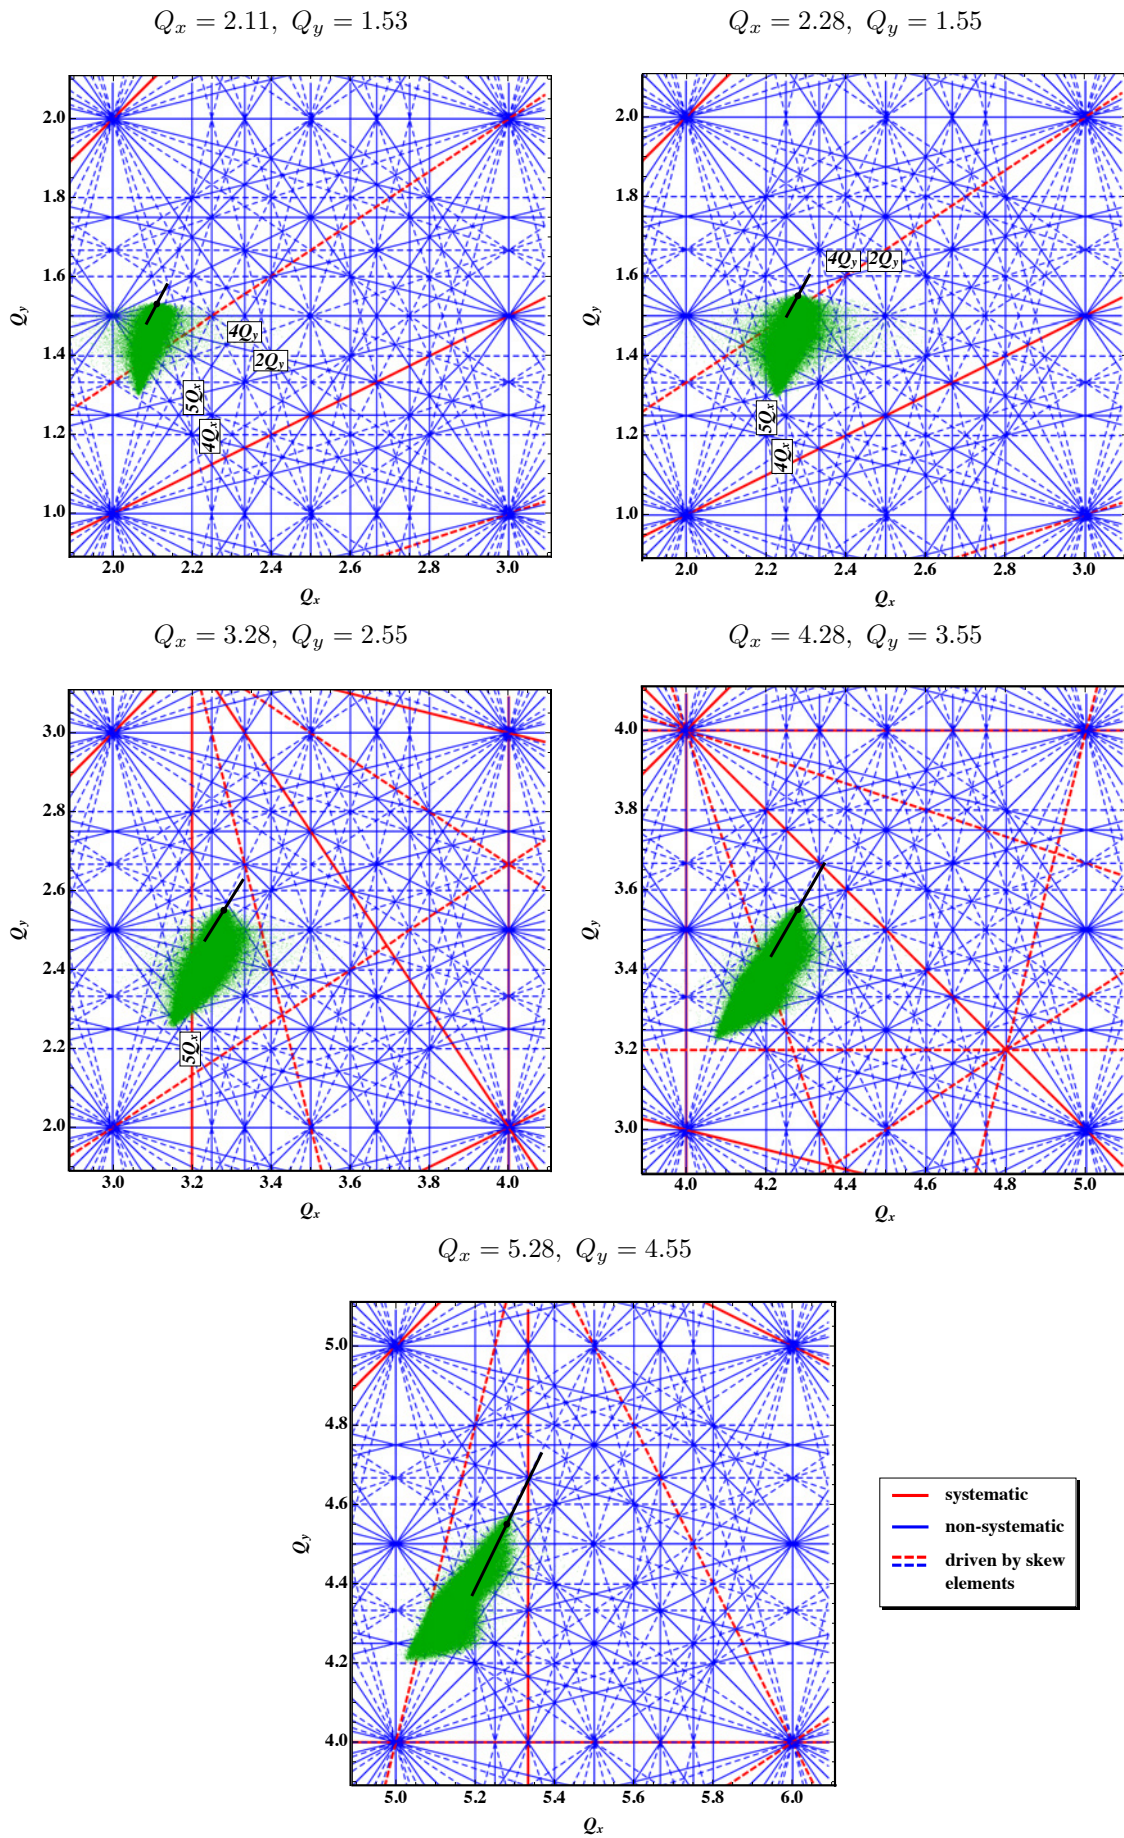 Qx = 2.11, Qy = 1.53
2.0
1.8
1.6
1.4
1.2
1.0
Qy
4Qy
2Qy
5Qx
4Qx
2.0 2.2 2.4 2.6 2.8 3.0
Qx
Qx = 2.28, Qy = 1.55
2.0
1.8
1.6
1.4
1.2
1.0
Qy
4Qy 2Qy
5Qx
4Qx
2.0 2.2 2.4 2.6 2.8 3.0
Qx
Qx = 3.28, Qy = 2.55
3.0
2.8
2.6
2.4
2.2
2.0
Qy
5Qx
3.0 3.2 3.4 3.6 3.8 4.0
Qx
Qx = 4.28, Qy = 3.55
4.0
3.8
3.6
3.4
3.2
3.0
Qy
4.0 4.2 4.4 4.6 4.8 5.0
Qx
Qx = 5.28, Qy = 4.55
5.0
4.8
4.6
4.4
4.2
4.0
Qy
5.0 5.2 5.4 5.6 5.8 6.0
Qx
systematic
non-systematic
driven by skew
elements